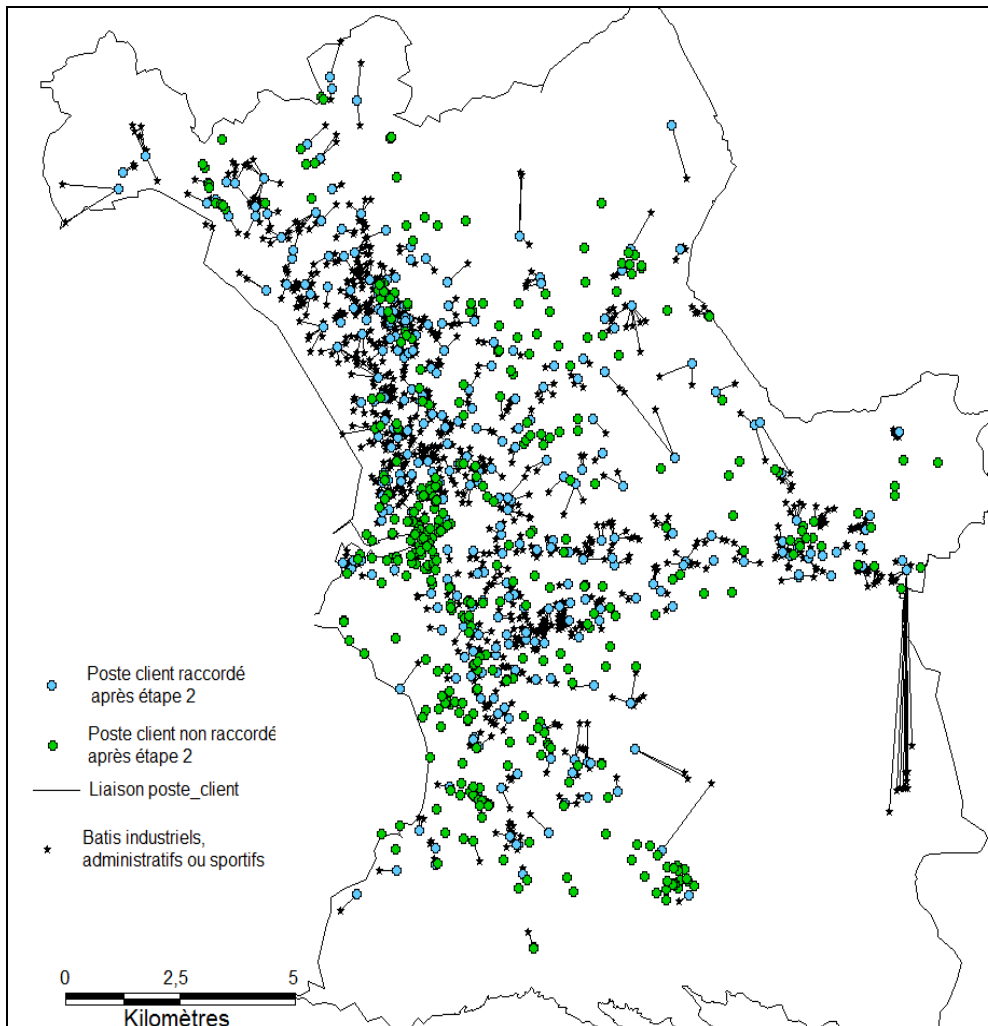 Poste client raccordé
après étape 2
Poste client non raccordé
après étape 2
Liaison poste_client
Batis industriels,
administratifs ou sportifs
0 2,5 5
Kilomètres